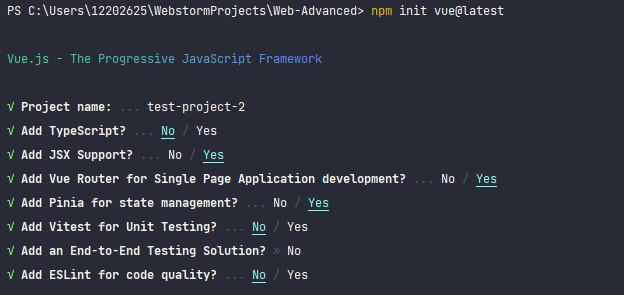 PS C:\Users\12202625\WebstormProjects\Web-Advanced> npm init vue@latest
Vue.js - The Progressive JavaScript Framework
√ Project name: ... test-project-2
√ Add TypeScript? ... No / Yes
√ Add JSX Support? ... No / Yes
√ Add Vue Router for Single Page Application development? ... No / Yes
√ Add Pinia for state management? ... No / Yes
√ Add Vitest for Unit Testing? ... No / Yes
√ Add an End-to-End Testing Solution? » No
√ Add ESLint for code quality? ... No / Yes